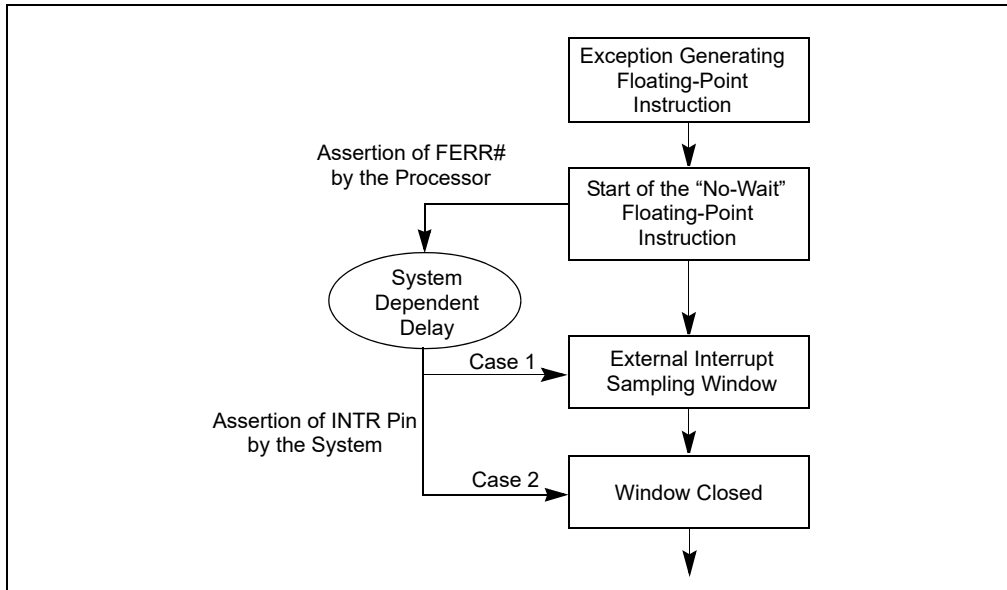 Exception Generating
Floating-Point
Instruction
Assertion of FERR#
by the Processor
Start of the “No-Wait”
Floating-Point
Instruction
System
Dependent
Delay
Case 1
External Interrupt
Sampling Window
Assertion of INTR Pin
by the System
Case 2
Window Closed